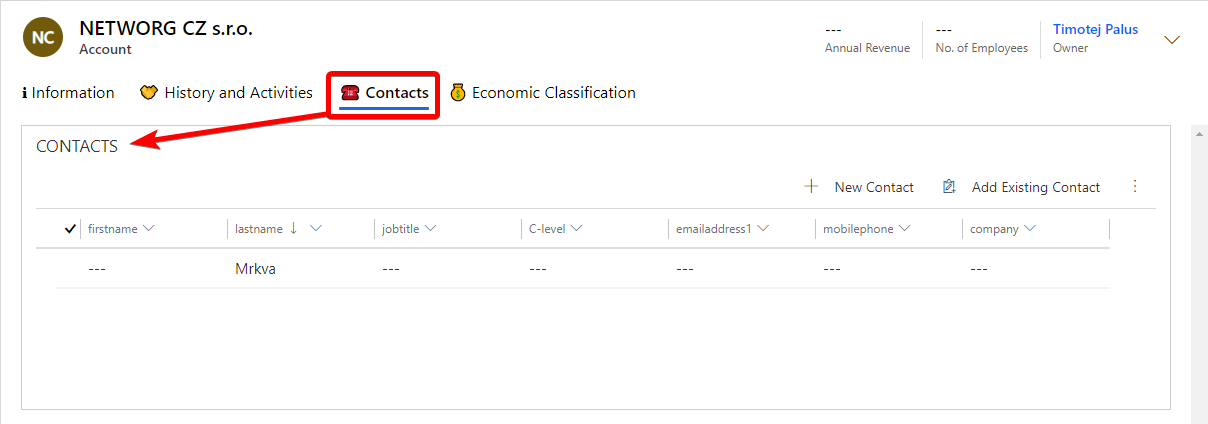 NC
NETWORG CZ s.r.o.
Account
---
Annual Revenue
---
No. of Employees
Timotej Palus
Owner
Information
History and Activities
Contacts
Economic Classification
CONTACTS
New Contact
Add Existing Contact
firstname lastname jobtitle C-level emailaddress1 mobilephone company
--- Mrkva --- --- --- --- ---